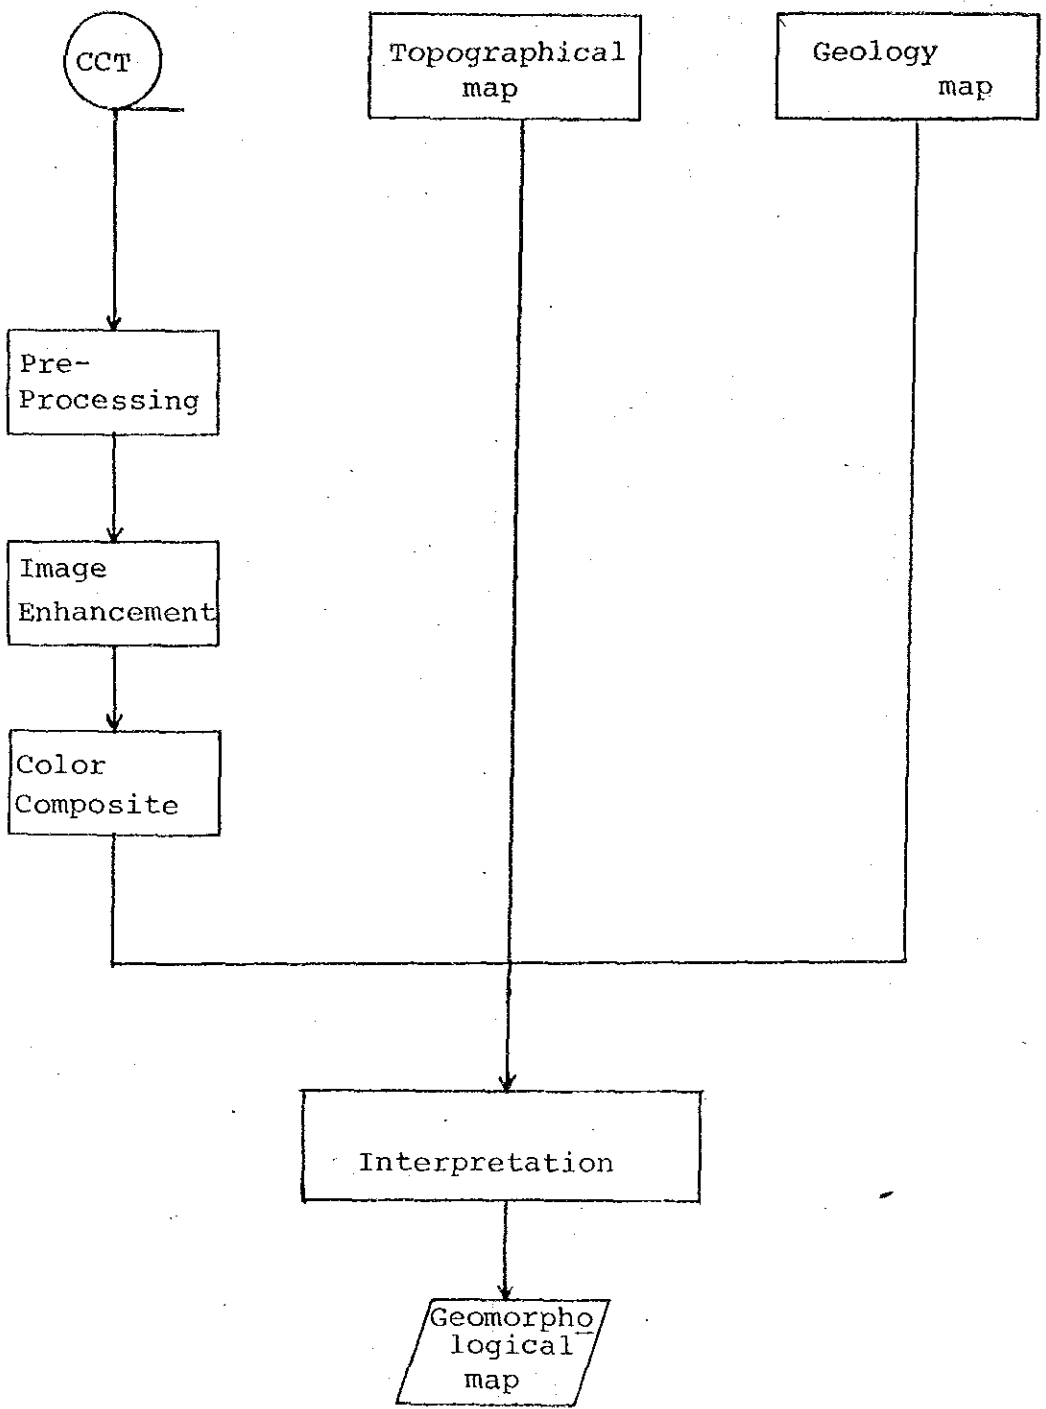 CCT
Topographical
map
Geology
map
Pre-
Processing
Image
Enhancement
Color
Composite
Interpretation
Geomorpho
logical
map